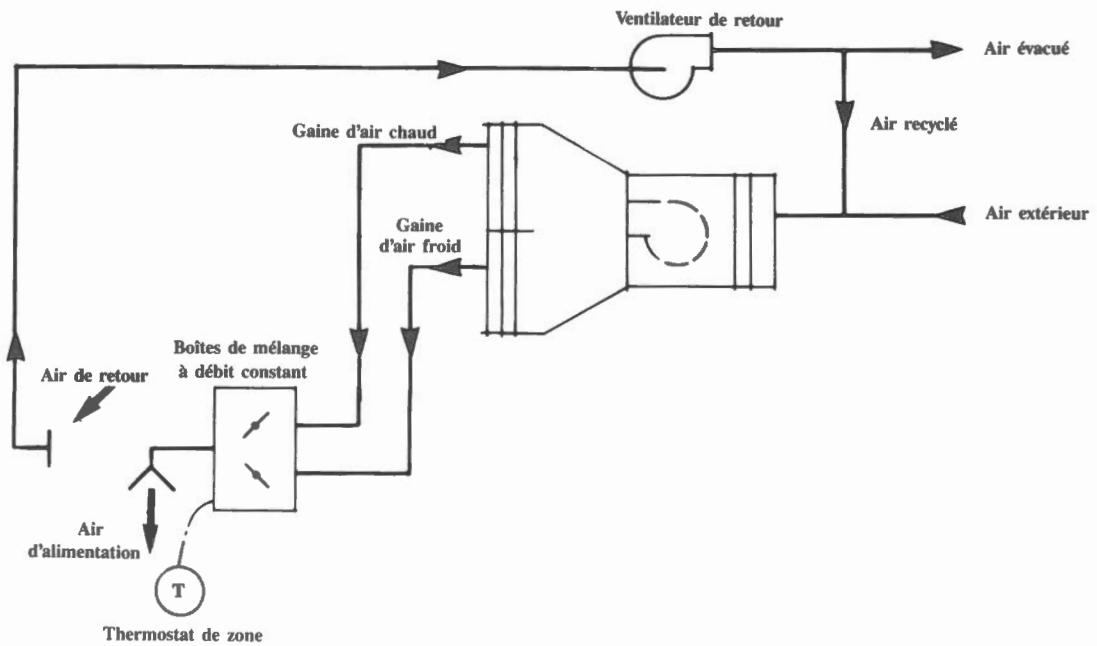 Ventilateur de retour
Air évacué
Air recyclé
Gaine d'air chaud
Air extérieur
Gaine
d'air froid
Boîtes de mélange
à débit constant
Air de retour
Air
d'alimentation
T
Thermostat de zone